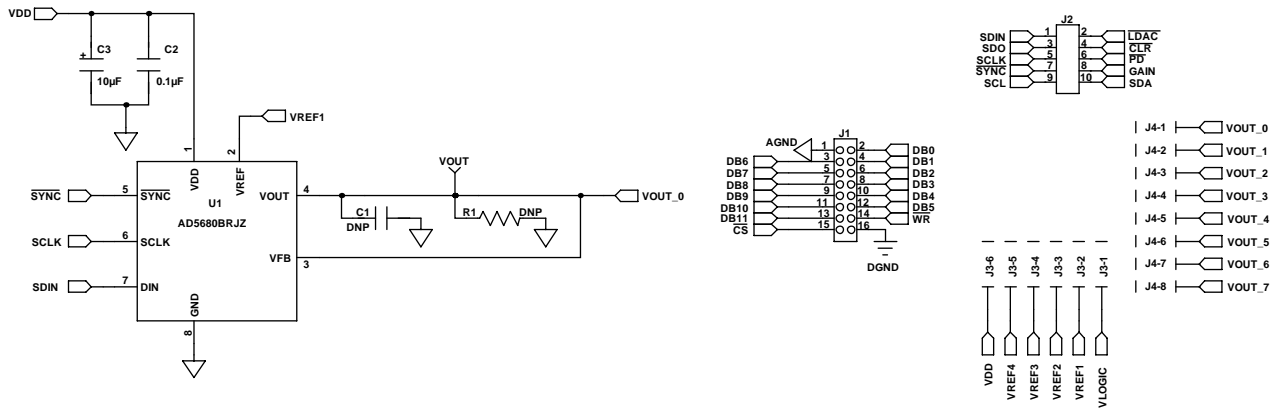 VDD
C3
+
10µF
C2
0.1µF
VREF1
1
2
VDD
VREF
SYNC
5
SYNC
U1
AD5680BRJZ
VOUT
4
VOUT
VOUT_0
C1
DNP
R1
DNP
SCLK
6
SCLK
VFB
3
SDIN
7
DIN
GND
8
J1
AGND
1 2 DB0
DB6 3 4 DB1
DB7 5 6 DB2
DB8 7 8 DB3
DB9 9 10 DB4
DB10 11 12 DB5
DB11 13 14 WR
CS 15 16
DGND
J2
SDIN 1 2 LDAC
SDO 3 4 CLR
SCLK 5 6 PD
SYNC 7 8 GAIN
SCL 9 10 SDA
J4-1 VOUT_0
J4-2 VOUT_1
J4-3 VOUT_2
J4-4 VOUT_3
J4-5 VOUT_4
J4-6 VOUT_5
J4-7 VOUT_6
J4-8 VOUT_7
J3-6 VDD
J3-5 VREF4
J3-4 VREF3
J3-3 VREF2
J3-2 VREF1
J3-1 VLOGIC